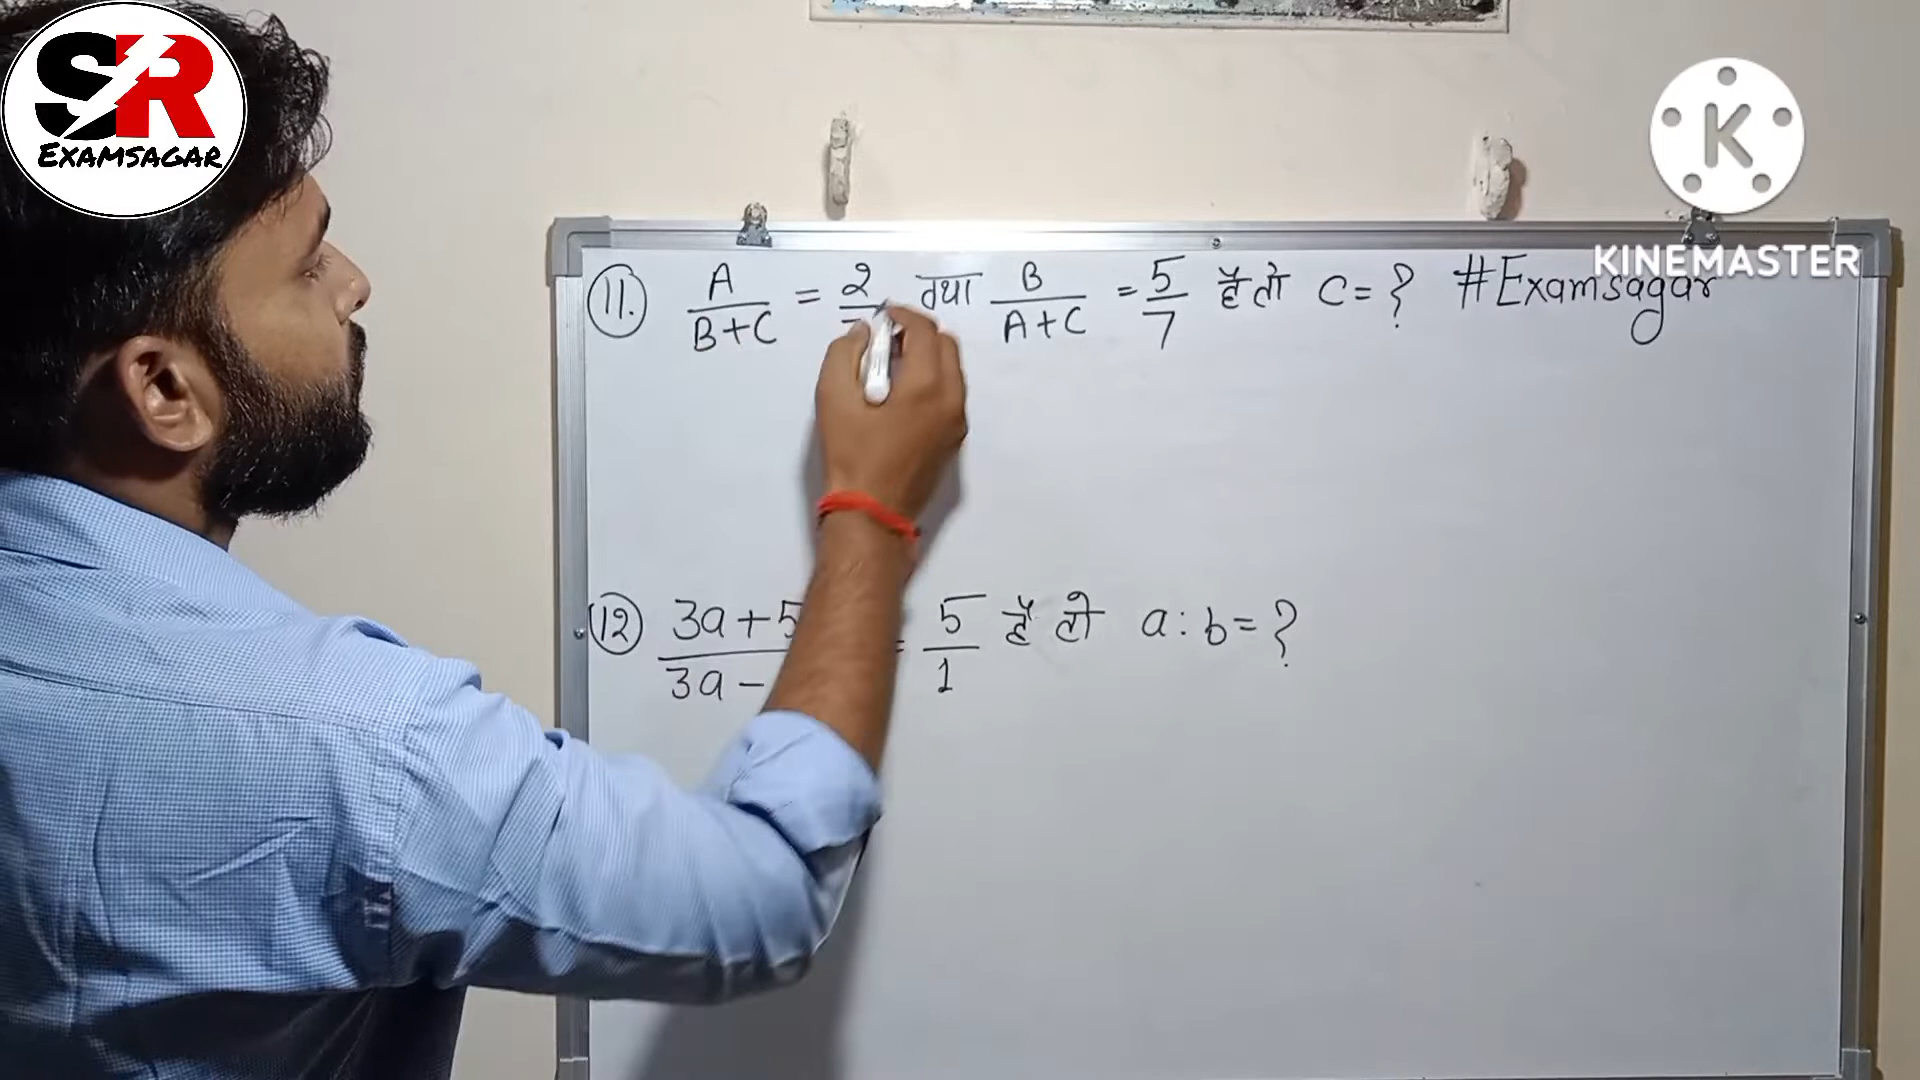 SR
EXAMSAGAR
K
KINEMASTER
11. A/B+C = 2/ तथा B/A+C = 5/7 है तो C = ? #Examsagar
12 3a+5 / 3a- = 5/1 है तो a : b = ?